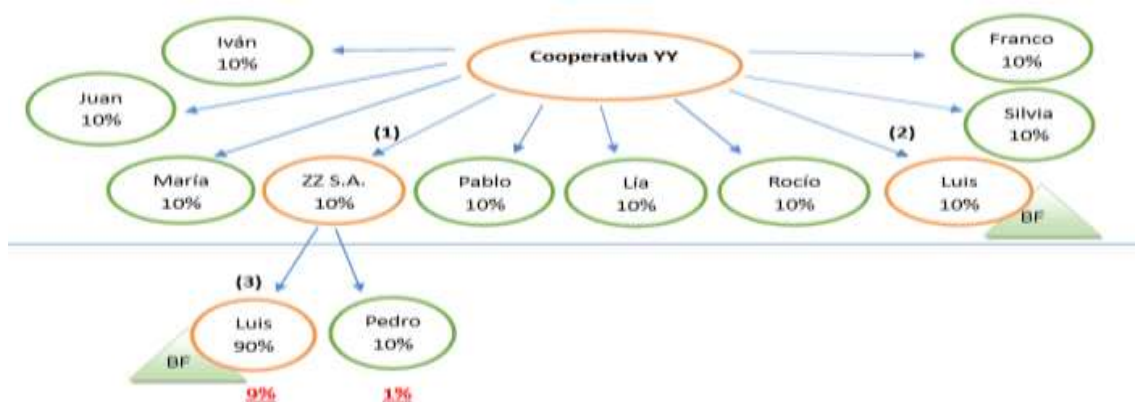 Iván
10%
Cooperativa YY
Franco
10%
Juan
10%
Silvia
10%
(1)
(2)
María
10%
ZZ S.A.
10%
Pablo
10%
Lía
10%
Rocío
10%
Luis
10%
BF
(3)
Luis
90%
Pedro
10%
BF
9%
1%